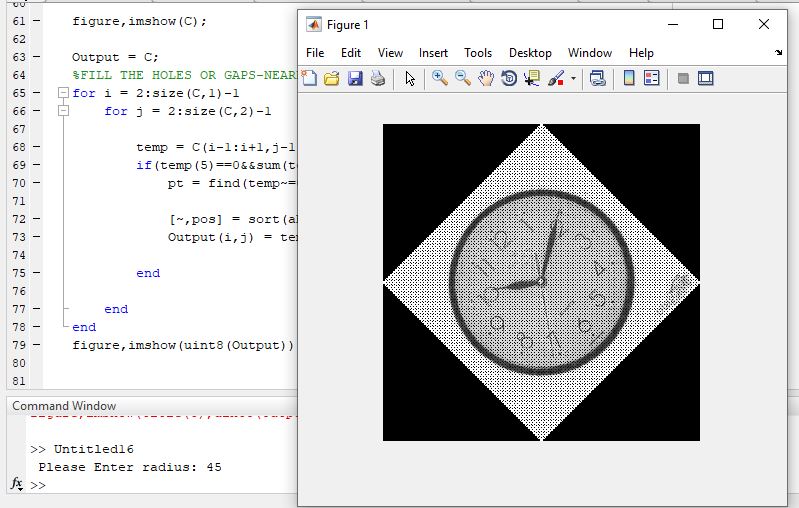 60
61 figure,imshow(C);
62
63 Output = C;
64 %FILL THE HOLES OR GAPS-NEAR
65 for i = 2:size(C,1)-1
66 for j = 2:size(C,2)-1
67
68 temp = C(i-1:i+1,j-1
69 if(temp(5)==0&&sum(t
70 pt = find(temp~=
71
72 [~,pos] = sort(a
73 Output(i,j) = te
74
75 end
76
77 end
78 end
79 figure,imshow(uint8(Output))
80
81
Figure 1
File Edit View Insert Tools Desktop Window Help
Command Window
>> Untitled16
Please Enter radius: 45
fx >>